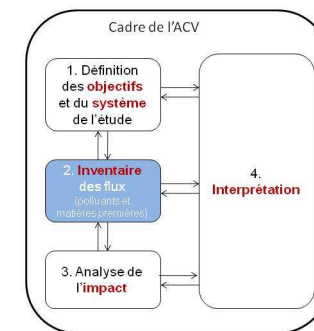 Cadre de l'ACV
1. Définition
des objectifs
et du système
de l'étude
2. Inventaire
des flux
(polluants et
matières premières)
3. Analyse de
l'impact
4.
Interprétation